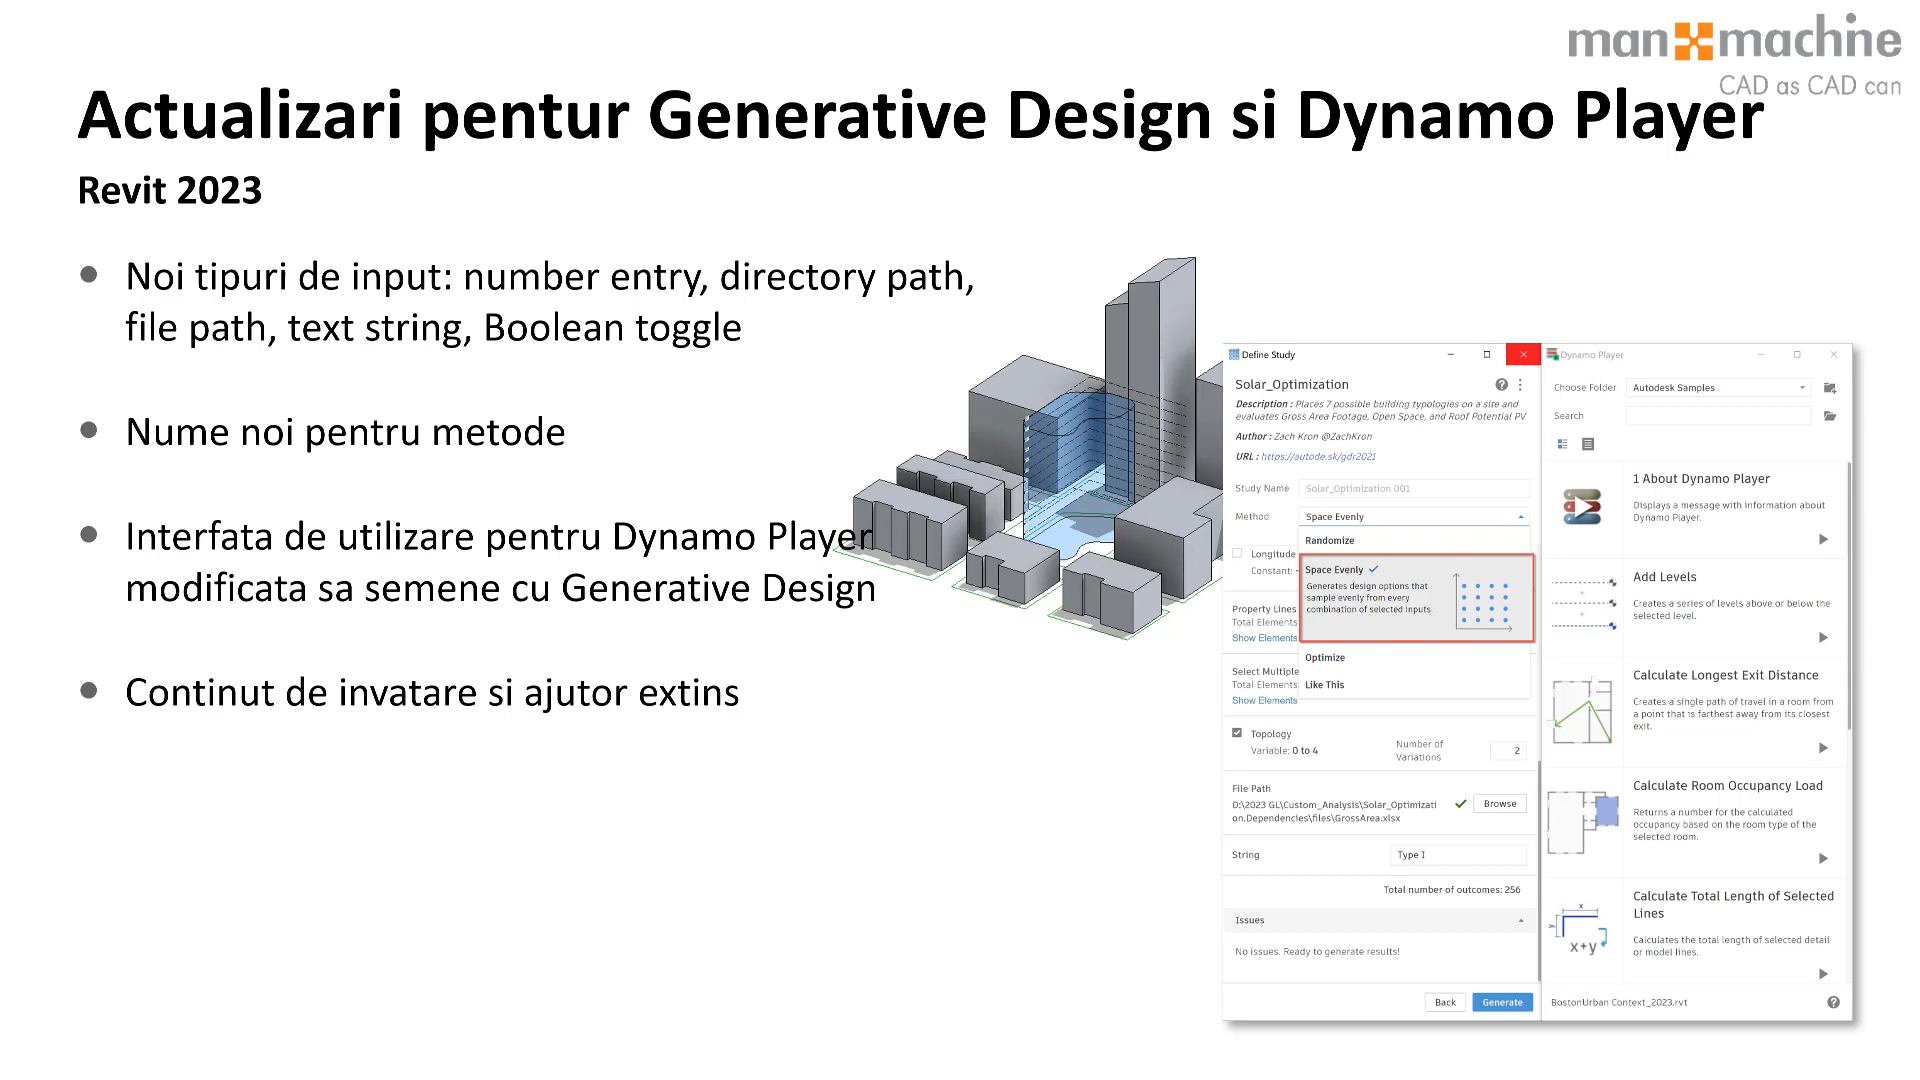 man machine
CAD as CAD can
Actualizari pentur Generative Design si Dynamo Player
Revit 2023
Noi tipuri de input: number entry, directory path,
file path, text string, Boolean toggle
Nume noi pentru metode
Interfata de utilizare pentru Dynamo Player
modificata sa semene cu Generative Design
Continut de invatare si ajutor extins
Define Study
Solar_Optimization
Description : Places 7 possible building typologies on a site and
evaluates Gross Area Footage, Open Space, and Roof Potential PV
Author : Zach Kron @ZachKron
URL : https://autode.sk/gdr2021
Study Name Solar_Optimization 001
Method Space Evenly
Randomize
Longitude
Constant: -
Space Evenly
Generates design options that
sample evenly from every
combination of selected inputs.
Property Lines
Total Elements
Show Elements
Optimize
Select Multiple
Total Elements
Like This
Show Elements
Topology
Variable: 0 to 4
Number of
Variations
2
File Path
D:\2023 GL\Custom_Analysis\Solar_Optimizati
on.Dependencies\files\GrossArea.xlsx
Browse
String Type I
Total number of outcomes: 256
Issues
No issues. Ready to generate results!
Back Generate
Dynamo Player
Choose Folder Autodesk Samples
Search
1 About Dynamo Player
Displays a message with information about
Dynamo Player.
Add Levels
Creates a series of levels above or below the
selected level.
Calculate Longest Exit Distance
Creates a single path of travel in a room from
a point that is farthest away from its closest
exit.
Calculate Room Occupancy Load
Returns a number for the calculated
occupancy based on the room type of the
selected room.
Calculate Total Length of Selected
Lines
x
y
x+y
Calculates the total length of selected detail
or model lines.
BostonUrban Context_2023.rvt